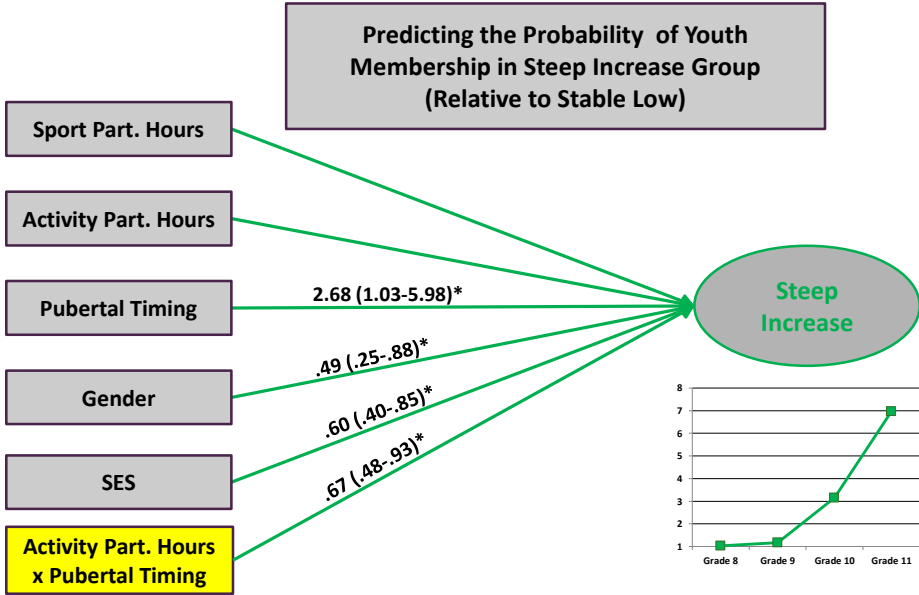 Predicting the Probability of Youth
Membership in Steep Increase Group
(Relative to Stable Low)
Sport Part. Hours
Activity Part. Hours
Pubertal Timing
2.68 (1.03-5.98)*
Gender
.49 (.25-.88)*
SES
.60 (.40-.85)*
Activity Part. Hours
x Pubertal Timing
.67 (.48-.93)*
Steep
Increase
8
7
6
5
4
3
2
1
Grade 8 Grade 9 Grade 10 Grade 11